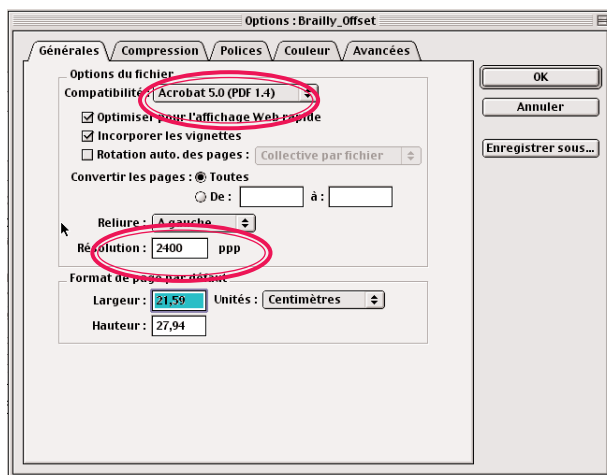 Options : Brailly_Offset
Générales Compression Polices Couleur Avancées
Options du fichier
Compatibilité : Acrobat 5.0 (PDF 1.4)
Optimiser pour l'affichage Web rapide
Incorporer les vignettes
Rotation auto. des pages : Collective par fichier
Convertir les pages : Toutes
De : à :
Reliure : A gauche
Résolution : 2400 ppp
Format de page par défaut
Largeur : 21,59 Unités : Centimètres
Hauteur : 27,94
OK
Annuler
Enregistrer sous...